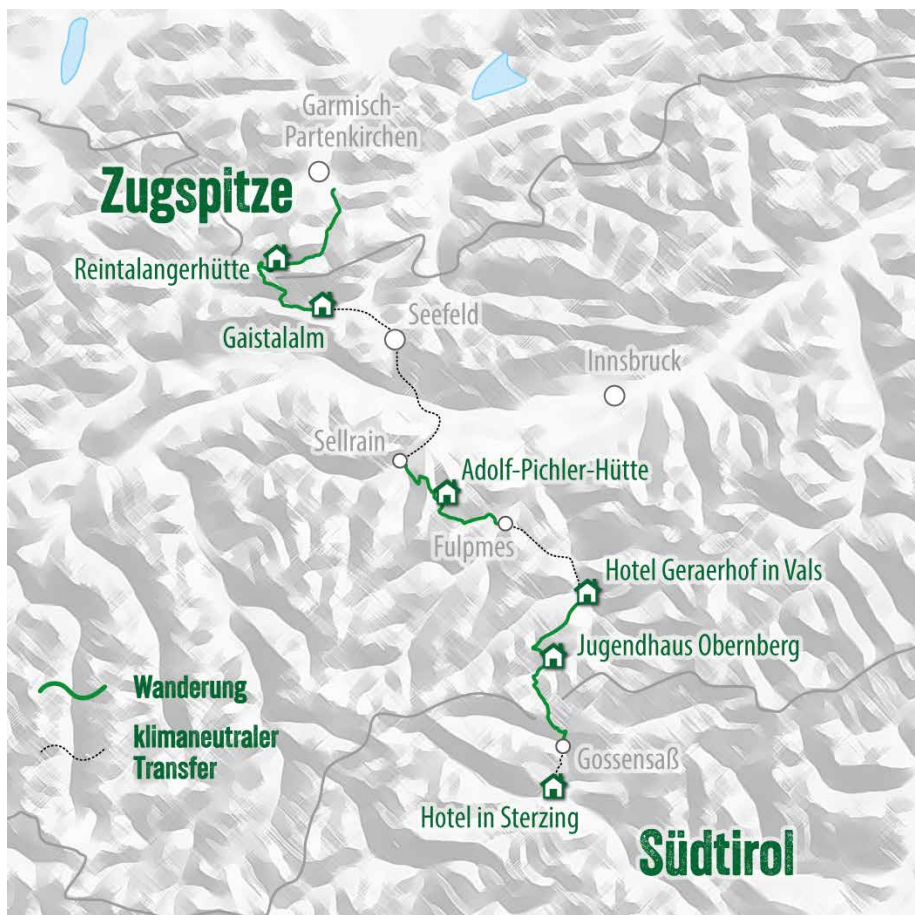 Garmisch-
Partenkirchen
Zugspitze
Reintalangerhütte
Gaistalalm
Seefeld
Innsbruck
Sellrain
Adolf-Pichler-Hütte
Fulpmes
Hotel Geraerhof in Vals
Jugendhaus Obernberg
Wanderung
klimaneutraler
Transfer
Gossensaß
Hotel in Sterzing
Südtirol